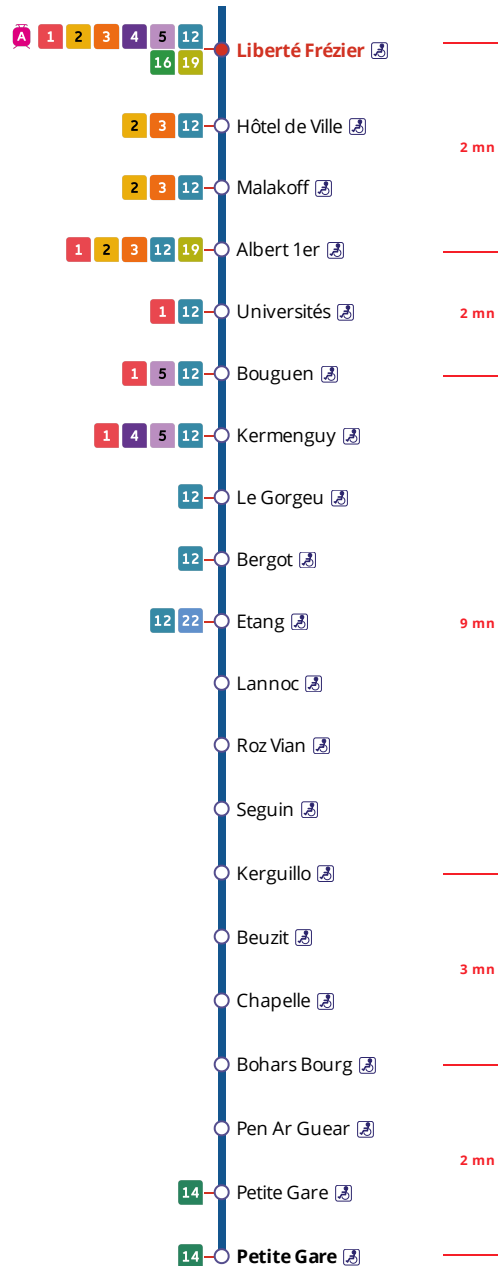 A 1 2 3 4 5 12 Liberté Frézier
16 19
2 3 12 Hôtel de Ville
2 mn
2 3 12 Malakoff
1 2 3 12 19 Albert 1er
1 12 Universités 2 mn
1 5 12 Bouguen
1 4 5 12 Kermenguy
12 Le Gorgeu
12 Bergot
12 22 Etang 9 mn
Lannoc
Roz Vian
Seguin
Kerguillo
Beuzit
3 mn
Chapelle
Bohars Bourg
Pen Ar Guear
2 mn
14 Petite Gare
14 Petite Gare